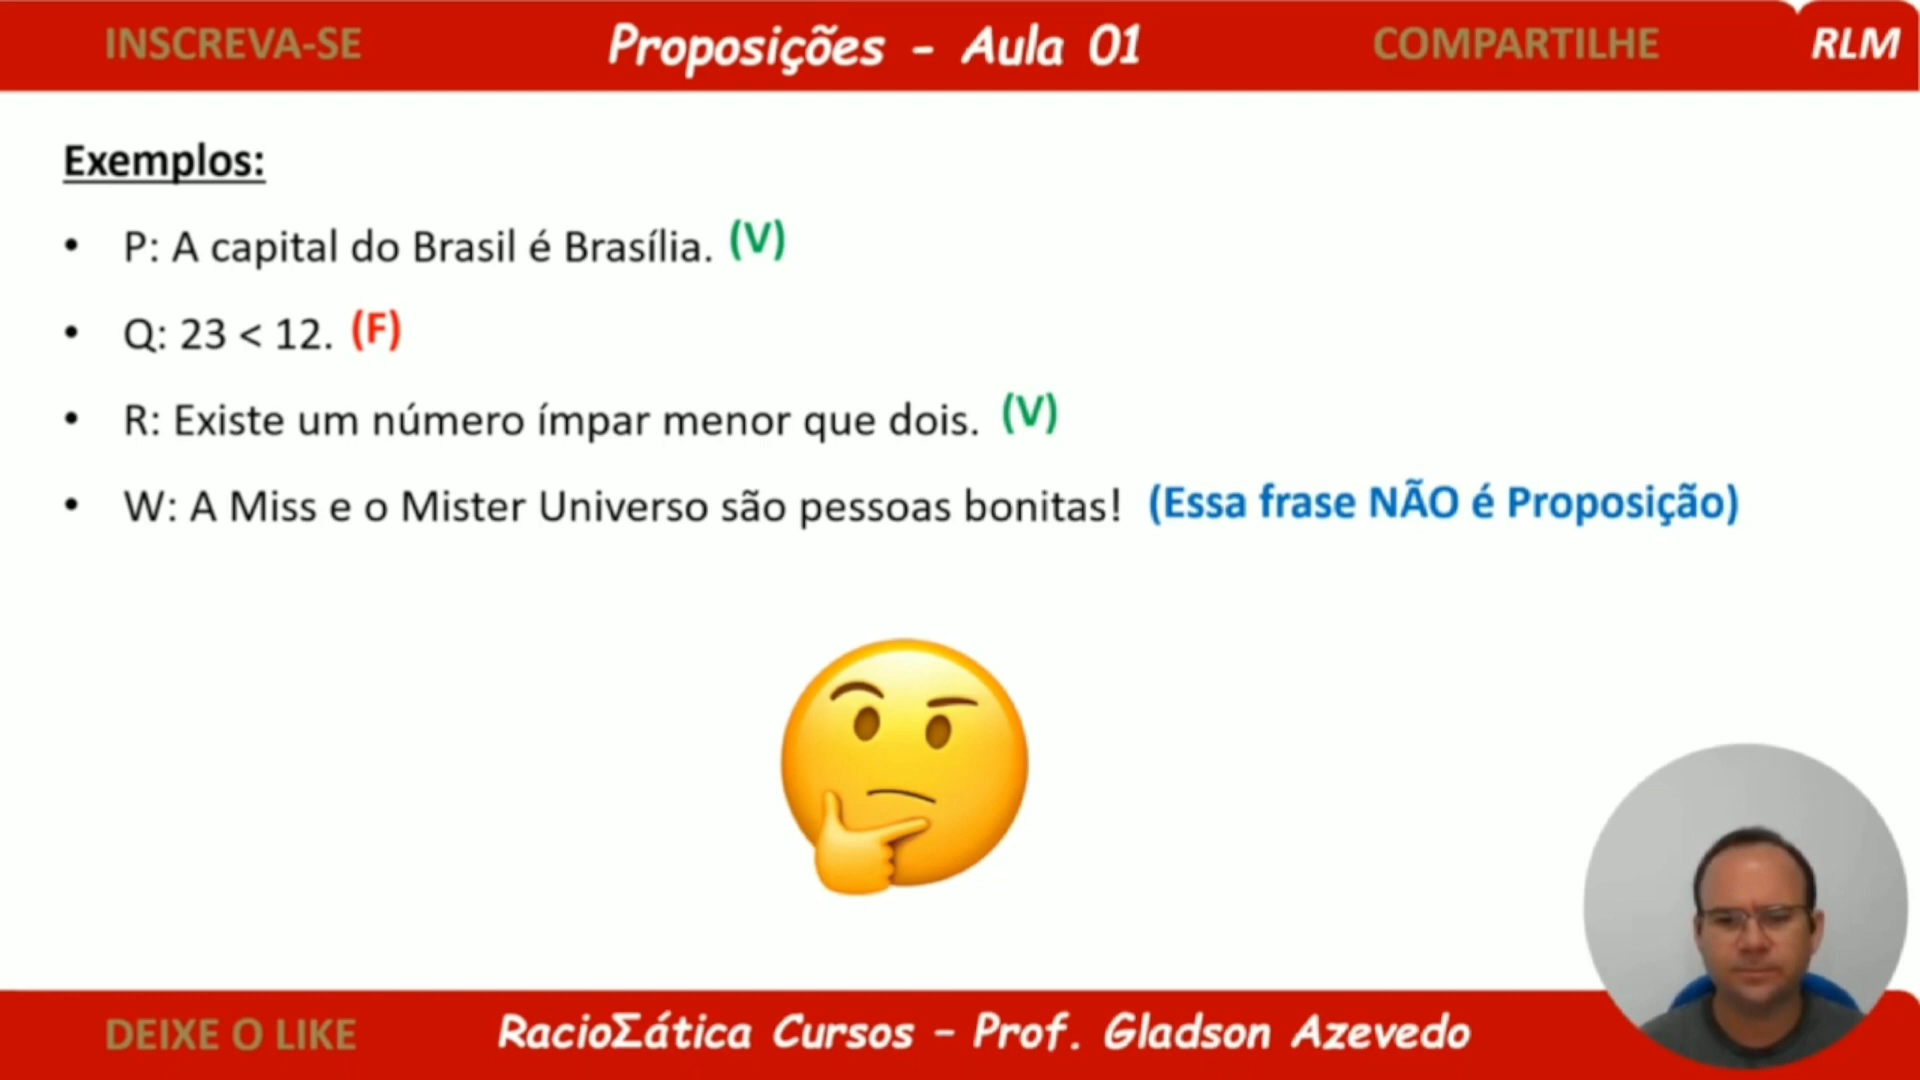 INSCREVA-SE Proposições - Aula 01 COMPARTILHE RLM
Exemplos:
• P: A capital do Brasil é Brasília. (V)
• Q: 23 < 12. (F)
• R: Existe um número ímpar menor que dois. (V)
• W: A Miss e o Mister Universo são pessoas bonitas! (Essa frase NÃO é Proposição)
DEIXE O LIKE RacioΣática Cursos – Prof. Gladson Azevedo